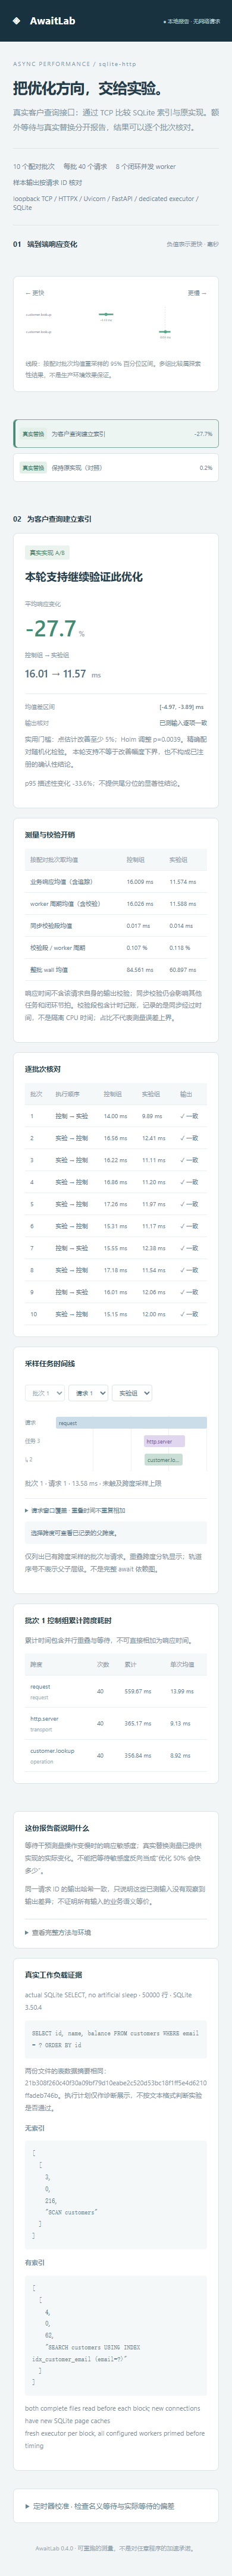 AwaitLab
● 本地报告 · 无网络请求
ASYNC PERFORMANCE / sqlite-http
把优化方向，交给实验。
真实客户查询接口：通过 TCP 比较 SQLite 索引与原实现。额
外等待与真实替换分开报告，结果可以逐个批次核对。
10 个配对批次 每批 40 个请求 8 个闭环并发 worker
样本输出按请求 ID 核对
loopback TCP / HTTPX / Uvicorn / FastAPI / dedicated executor /
SQLite
01 端到端响应变化
负值表示更快 · 毫秒
← 更快
更慢 →
线段：按配对批次均值重采样的 95% 百分位区间。多组比较属探索
性结果，不是生产环境效果保证。
真实替换 为客户查询建立索引 -27.7%
真实替换 保持原实现（对照） 0.2%
02 为客户查询建立索引
真实实现 A/B
本轮支持继续验证此优化
平均响应变化
-27.7 %
控制组 → 实验组
16.01 → 11.57 ms
均值差区间 [-4.97, -3.89] ms
输出核对 已测输入逐项一致
实用门槛：点估计改善至少 5%；Holm 调整 p=0.0039。精确配
对随机化检验。 本轮支持不等于改善幅度下界，也不构成已注
册的确认性结论。
p95 描述性变化 -33.6%；不提供尾分位的显著性结论。
测量与校验开销
按配对批次取均值 控制组 实验组
业务响应均值（含追踪） 16.009 ms 11.574 ms
worker 周期均值（含校验） 16.026 ms 11.588 ms
同步校验段均值 0.017 ms 0.014 ms
校验段 / worker 周期 0.107 % 0.118 %
整批 wall 均值 84.561 ms 60.897 ms
响应时间不含该请求自身的输出校验；同步校验仍会影响其他
任务和闭环节拍。校验段包含计时记账，记录的是同步经过时
间，不是隔离 CPU 时间；占比不代表测量误差上界。
逐批次核对
批次 执行顺序 控制组 实验组 输出
1 控制 → 实验 14.00 ms 9.89 ms ✓ 一致
2 实验 → 控制 16.56 ms 12.41 ms ✓ 一致
3 实验 → 控制 16.22 ms 11.11 ms ✓ 一致
4 实验 → 控制 16.86 ms 11.20 ms ✓ 一致
5 实验 → 控制 17.26 ms 11.97 ms ✓ 一致
6 实验 → 控制 15.31 ms 11.17 ms ✓ 一致
7 控制 → 实验 15.55 ms 12.38 ms ✓ 一致
8 实验 → 控制 17.18 ms 11.54 ms ✓ 一致
9 控制 → 实验 16.01 ms 12.06 ms ✓ 一致
10 实验 → 控制 15.15 ms 12.00 ms ✓ 一致
采样任务时间线
批次 1 请求 1 实验组
请求 request
任务 2 http.server
↳ 2 customer.lo...
批次 1 · 请求 1 · 13.58 ms · 未触及跨度采样上限
▸ 请求窗口覆盖 · 重叠时间不重复相加
选择跨度可查看已记录的父跨度。
仅列出已有跨度采样的批次与请求。重叠跨度分轨显示；轨道
序号不表示父子层级。不是完整 await 依赖图。
批次 1 控制组累计跨度耗时
累计时间包含并行重叠与等待，不可直接相加为响应时间。
跨度 次数 累计 每次均值
request 40 559.67 ms 13.99 ms
request
http.server 40 365.17 ms 9.13 ms
transport
customer.lookup 40 356.84 ms 8.92 ms
operation
这份报告能说明什么
等待干预测量操作变慢时的响应敏感度；真实替换测量已提供
实现的实际变化。不能把等待敏感度反死当成“优化 50% 会快
多少”。
同一请求 ID 的输出哈希一致，只说明这些已测输入没有观察到
输出差异；不证明所有输入的业务语义等价。
▸ 查看完整方法与环境
真实工作负载证据
actual SQLite SELECT, no artificial sleep · 50000 行 · SQLite
3.50.4
SELECT id, name, balance FROM customers WHERE email
= ? ORDER BY id
两份文件的表数据摘要相同：
21b308f260c40f30a09bf79d10eabe2c520d53bc18f1ff5e4d6210
ffadeb746b。执行计划仅作诊断展示，不按文本格式判断实验
是否通过。
无索引
[
[
3,
0,
216,
"SCAN customers"
]
]
有索引
[
[
4,
0,
62,
"SEARCH customers USING INDEX
idx_customer_email (email=?)"
]
]
both complete files read before each block; new connections
have new SQLite page caches
fresh executor per block, all configured workers primed before
timing
▸ 定时器校准 · 检查名义等待与实际等待的偏差
AwaitLab 0.4.0 · 可重复的测量，不是对任意程序的加速承诺。